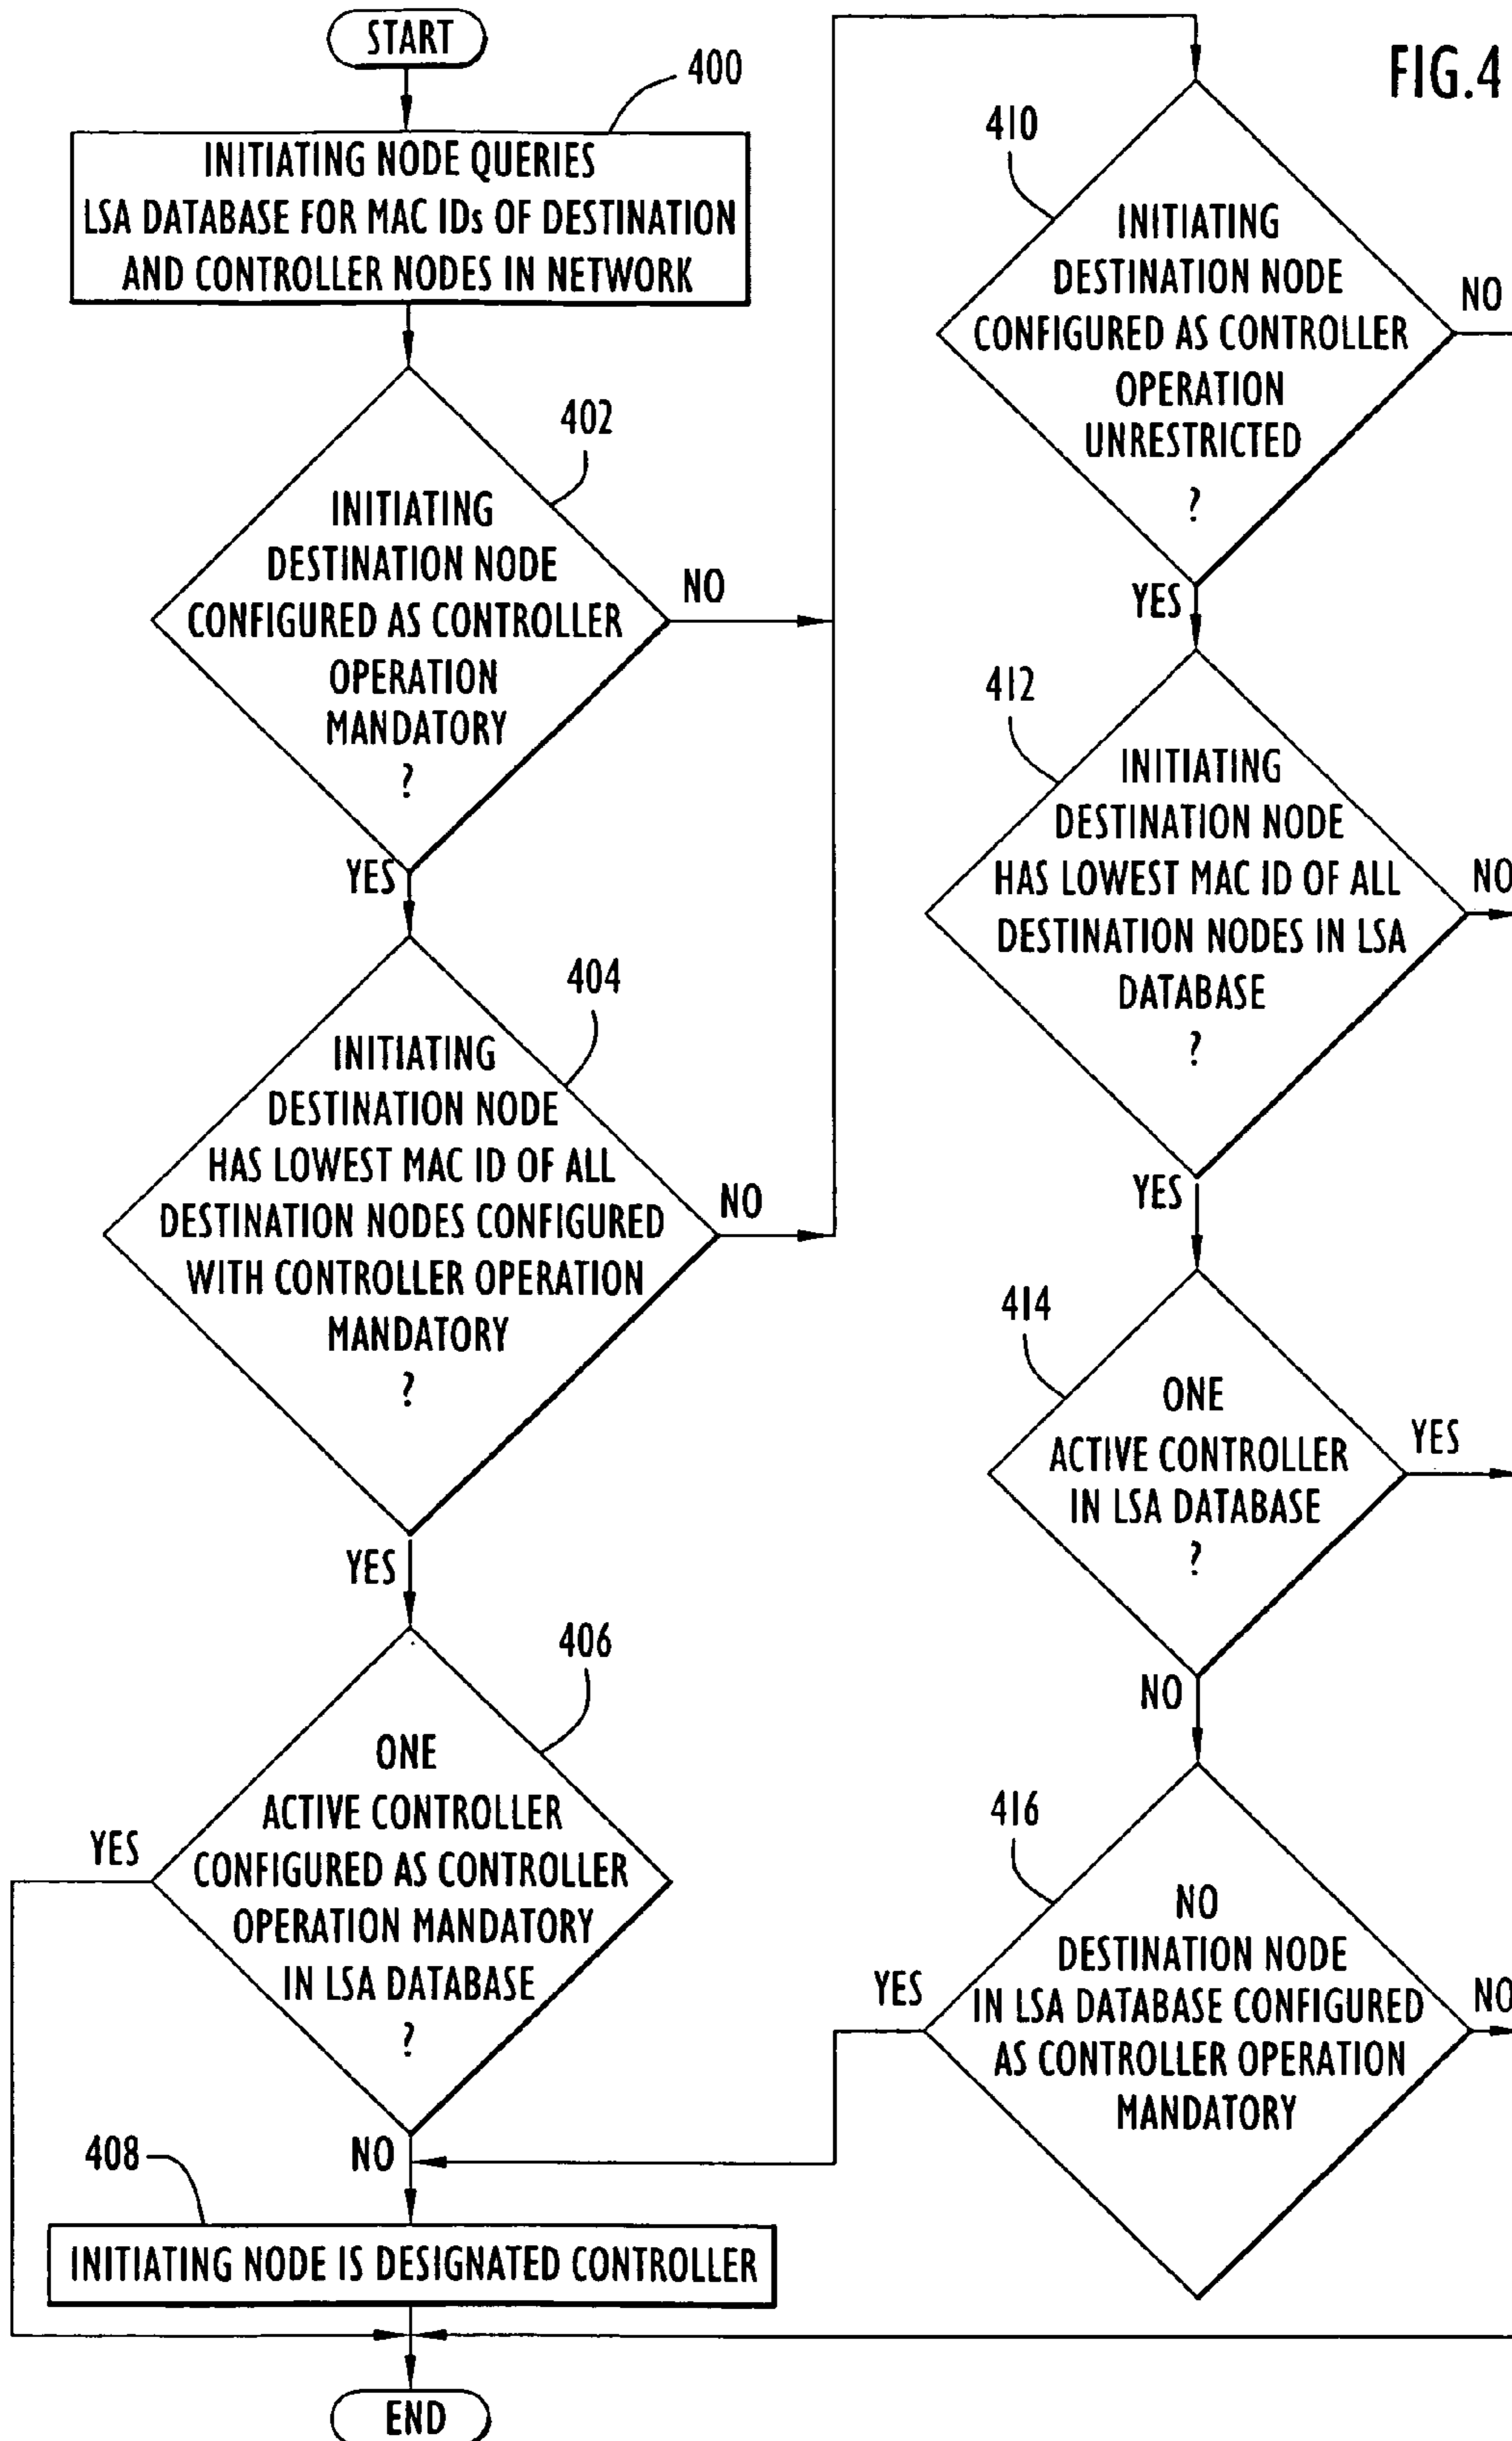 FIG.4
START
400
INITIATING NODE QUERIES
LSA DATABASE FOR MAC IDs OF DESTINATION
AND CONTROLLER NODES IN NETWORK
402
INITIATING
DESTINATION NODE
CONFIGURED AS CONTROLLER
OPERATION
MANDATORY
?
NO
YES
404
INITIATING
DESTINATION NODE
HAS LOWEST MAC ID OF ALL
DESTINATION NODES CONFIGURED
WITH CONTROLLER OPERATION
MANDATORY
?
NO
YES
406
ONE
ACTIVE CONTROLLER
CONFIGURED AS CONTROLLER
OPERATION MANDATORY
IN LSA DATABASE
?
YES
NO
408
INITIATING NODE IS DESIGNATED CONTROLLER
END
410
INITIATING
DESTINATION NODE
CONFIGURED AS CONTROLLER
OPERATION
UNRESTRICTED
?
NO
YES
412
INITIATING
DESTINATION NODE
HAS LOWEST MAC ID OF ALL
DESTINATION NODES IN LSA
DATABASE
?
NO
YES
414
ONE
ACTIVE CONTROLLER
IN LSA DATABASE
?
YES
NO
416
NO
DESTINATION NODE
IN LSA DATABASE CONFIGURED
AS CONTROLLER OPERATION
MANDATORY
YES
NO